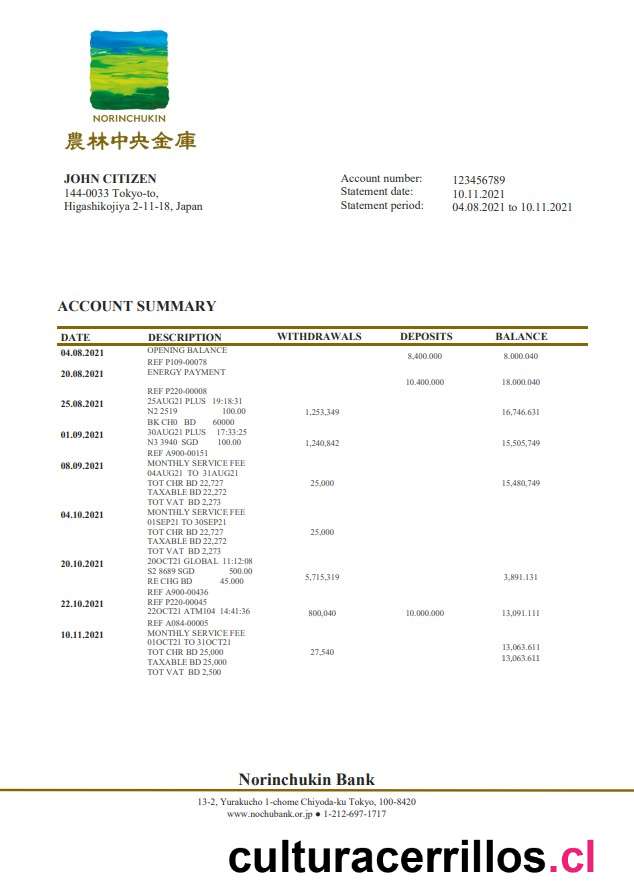 NORINCHUKIN
農林中央金庫
JOHN CITIZEN
144-0033 Tokyo-to,
Higashikojiya 2-11-18, Japan
Account number: 123456789
Statement date: 10.11.2021
Statement period: 04.08.2021 to 10.11.2021
ACCOUNT SUMMARY
DATE DESCRIPTION WITHDRAWALS DEPOSITS BALANCE
04.08.2021 OPENING BALANCE
8,400.000 8.000.040
REF P109-00078
20.08.2021 ENERGY PAYMENT
10.400.000 18.000.040
REF P220-00008
25.08.2021 25AUG21 PLUS 19:18:31
N2 2519 100.00 1,253,349 16,746.631
BK CH0 BD 60000
01.09.2021 30AUG21 PLUS 17:33:25
N3 3940 SGD 100.00 1,240,842 15,505,749
REF A900-00151
08.09.2021 MONTHLY SERVICE FEE
04AUG21 TO 31AUG21
TOT CHR BD 22,727 25,000 15,480,749
TAXABLE BD 22,272
TOT VAT BD 2,273
04.10.2021 MONTHLY SERVICE FEE
01SEP21 TO 30SEP21
TOT CHR BD 22,727 25,000
TAXABLE BD 22,272
TOT VAT BD 2,273
20.10.2021 20OCT21 GLOBAL 11:12:08
S2 8689 SGD 500.00
RE CHG BD 45.000 5,715,319 3,891.131
REF A900-00436
22.10.2021 REF P220-00045
22OCT21 ATM104 14:41:36 800,040 10.000.000 13,091.111
REF A084-00005
10.11.2021 MONTHLY SERVICE FEE
01OCT21 TO 31OCT21 13,063.611
TOT CHR BD 25,000 27,540
TAXABLE BD 25,000 13,063.611
TOT VAT BD 2,500
Norinchukin Bank
13-2, Yurakucho 1-chome Chiyoda-ku Tokyo, 100-8420
www.nochubank.or.jp ● 1-212-697-1717
culturacerrillos.cl